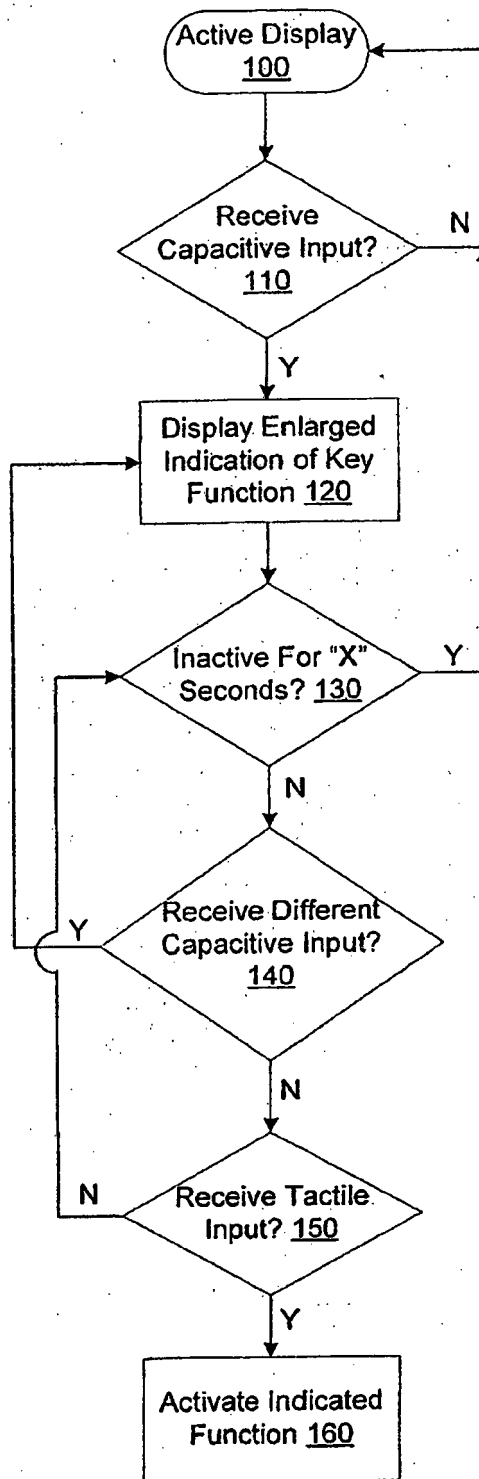 Active Display
100
Receive
Capacitive Input?
110
N
Y
Display Enlarged
Indication of Key
Function 120
Inactive For "X"
Seconds? 130
Y
N
Receive Different
Capacitive Input?
140
Y
N
Receive Tactile
Input? 150
N
Y
Activate Indicated
Function 160